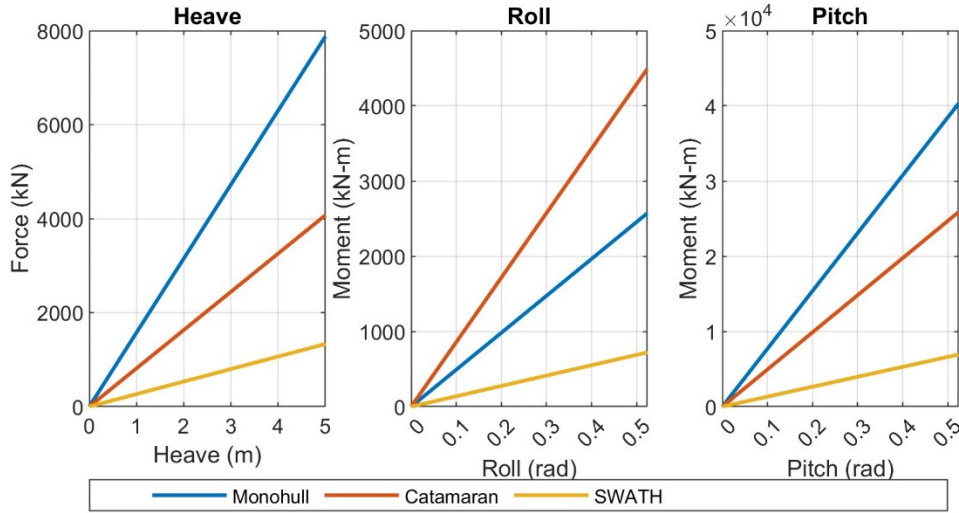 Heave
Force (kN)
8000
6000
4000
2000
0
0 1 2 3 4 5
Heave (m)
Roll
Moment (kN-m)
5000
4000
3000
2000
1000
0
0 0.1 0.2 0.3 0.4 0.5
Roll (rad)
Pitch
×10⁴
Moment (kN-m)
5
4
3
2
1
0
0 0.1 0.2 0.3 0.4 0.5
Pitch (rad)
Monohull Catamaran SWATH